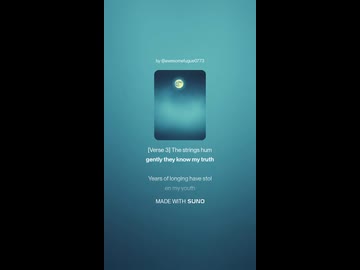 by @awesomefugue0773
[Verse 3] The strings hum
gently they know my truth
Years of longing have stol
en my youth
MADE WITH SUNO